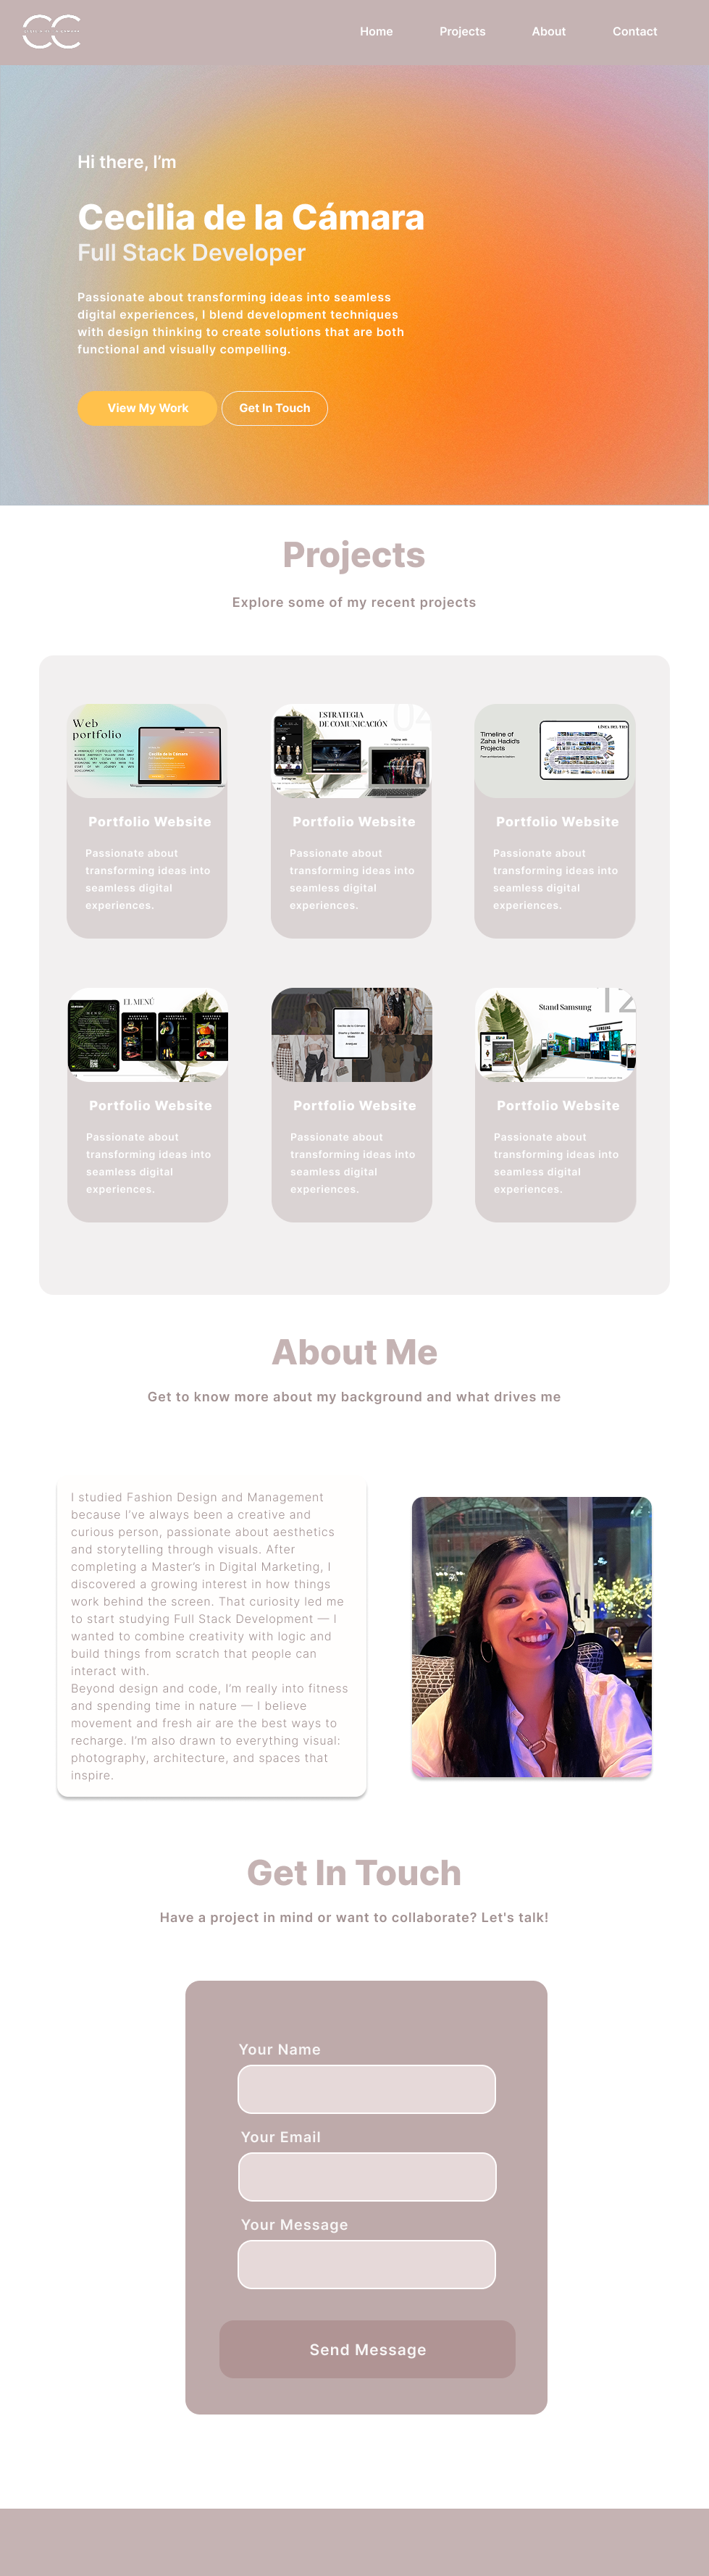 Home Projects About Contact
Hi there, I’m
Cecilia de la Cámara
Full Stack Developer
Passionate about transforming ideas into seamless
digital experiences, I blend development techniques
with design thinking to create solutions that are both
functional and visually compelling.
View My Work Get In Touch
Projects
Explore some of my recent projects
Web
portfolio
ESTRATEGIA
DE COMUNICACIÓN
04
Página web
LÍNEA DEL TIEMPO
Timeline of
Zaha Hadid's
Projects
Portfolio Website
Passionate about
transforming ideas into
seamless digital
experiences.
Portfolio Website
Passionate about
transforming ideas into
seamless digital
experiences.
Portfolio Website
Passionate about
transforming ideas into
seamless digital
experiences.
EL MENÚ
Cecilia de la Cámara
Stand Samsung
12
SAMSUNG
Portfolio Website
Passionate about
transforming ideas into
seamless digital
experiences.
Portfolio Website
Passionate about
transforming ideas into
seamless digital
experiences.
Portfolio Website
Passionate about
transforming ideas into
seamless digital
experiences.
About Me
Get to know more about my background and what drives me
I studied Fashion Design and Management
because I’ve always been a creative and
curious person, passionate about aesthetics
and storytelling through visuals. After
completing a Master’s in Digital Marketing, I
discovered a growing interest in how things
work behind the screen. That curiosity led me
to start studying Full Stack Development — I
wanted to combine creativity with logic and
build things from scratch that people can
interact with.
Beyond design and code, I’m really into fitness
and spending time in nature — I believe
movement and fresh air are the best ways to
recharge. I’m also drawn to everything visual:
photography, architecture, and spaces that
inspire.
Get In Touch
Have a project in mind or want to collaborate? Let's talk!
Your Name
Your Email
Your Message
Send Message